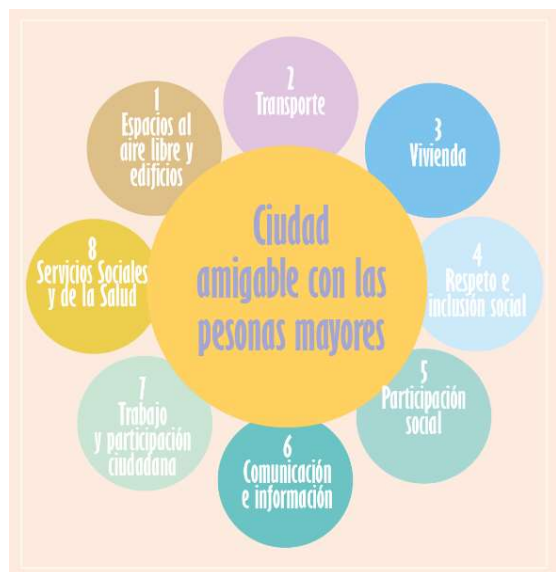 Ciudad
amigable con las
pesonas mayores
1
Espacios al
aire libre y
edificios
2
Transporte
3
Vivienda
4
Respeto e
inclusión social
5
Participación
social
6
Comunicación
e información
7
Trabajo
y participación
ciudadana
8
Servicios Sociales
y de la Salud